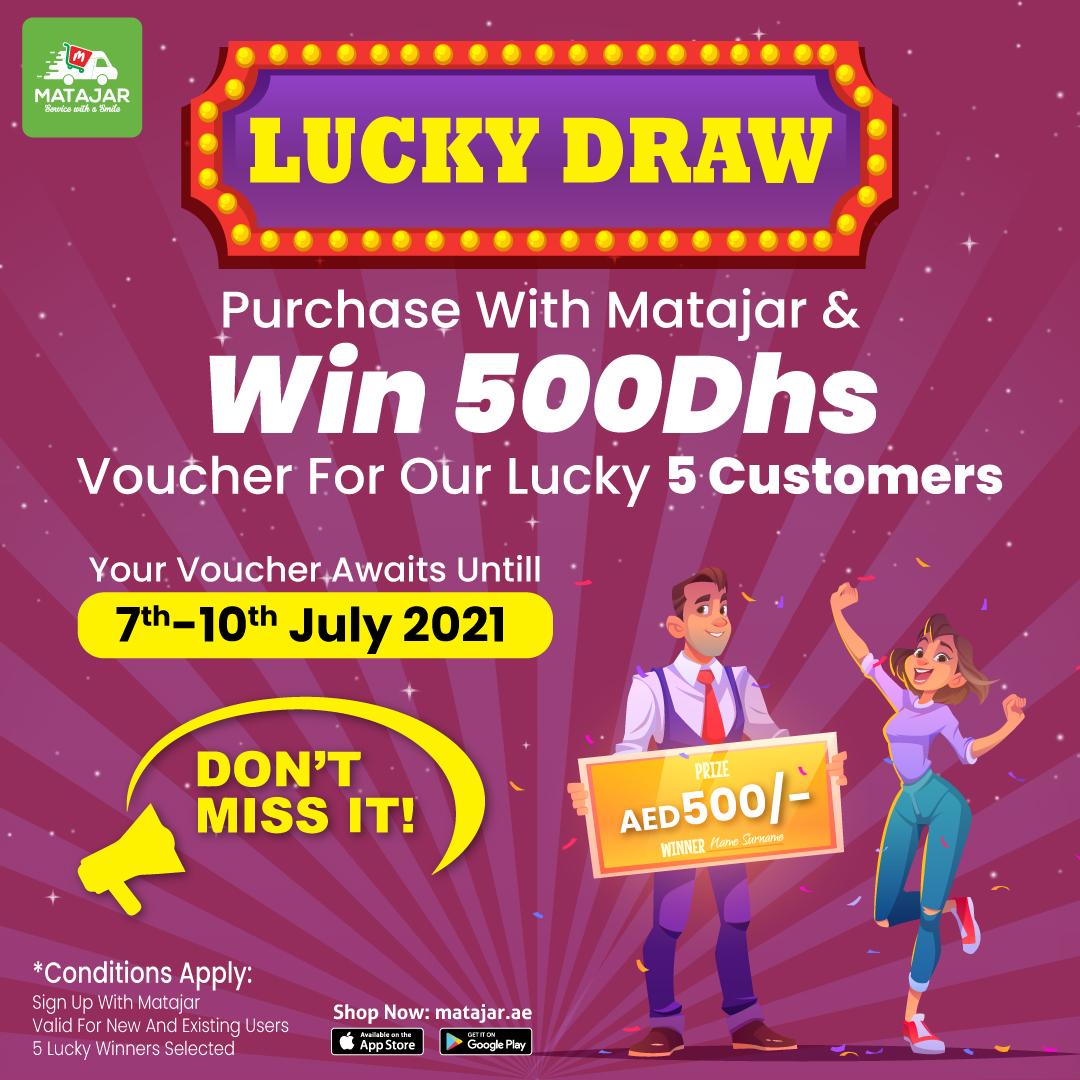 MATAJAR
Service with a Smile
LUCKY DRAW
Purchase With Matajar &
Win 500Dhs
Voucher For Our Lucky 5 Customers
Your Voucher Awaits Untill
7th-10th July 2021
DON'T
MISS IT!
PRIZE
AED500/-
WINNER Name Surname
*Conditions Apply:
Sign Up With Matajar
Valid For New And Existing Users
5 Lucky Winners Selected
Shop Now: matajar.ae
Available on the
App Store
GET IT ON
Google Play